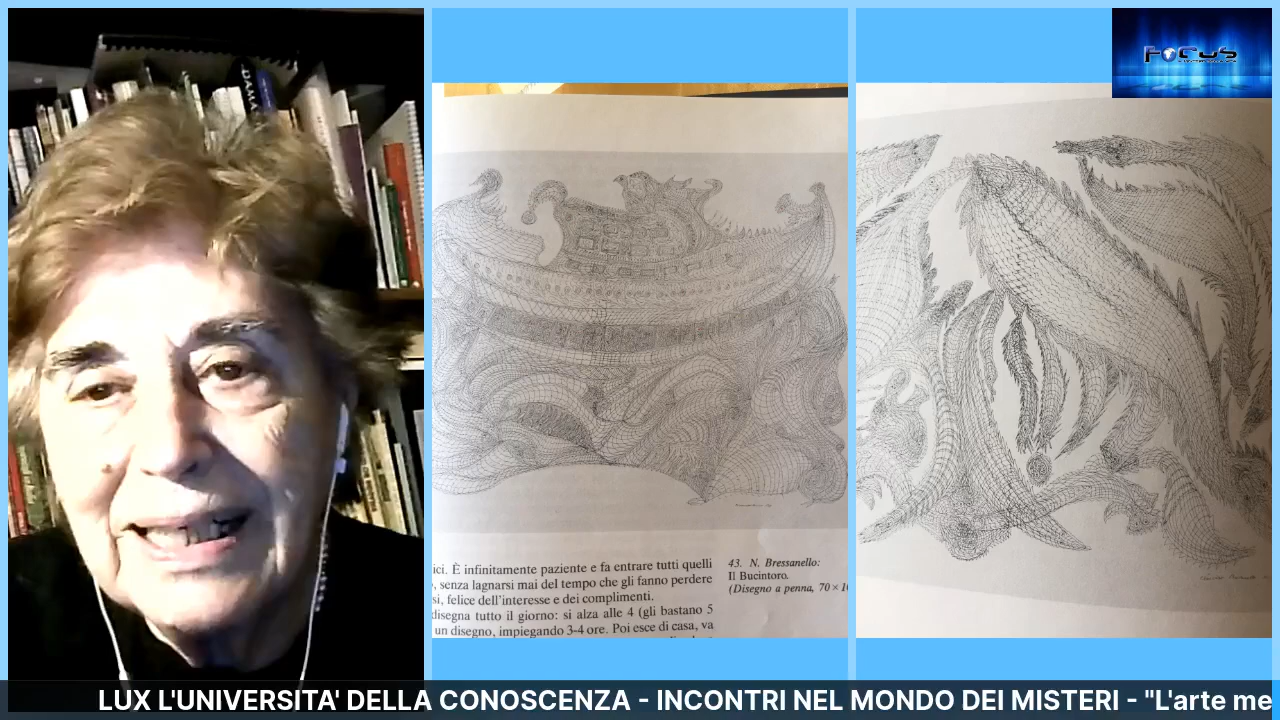 DAMA
FOCUS
ici. È infinitamente paziente e fa entrare tutti quelli
, senza lagnarsi mai del tempo che gli fanno perdere
si, felice dell'interesse e dei complimenti.
disegna tutto il giorno: si alza alle 4 (gli bastano 5
un disegno, impiegando 3-4 ore. Poi esce di casa, va
43. N. Bressanello:
Il Bucintoro.
(Disegno a penna, 70 × 10
LUX L'UNIVERSITA' DELLA CONOSCENZA - INCONTRI NEL MONDO DEI MISTERI - "L'arte me